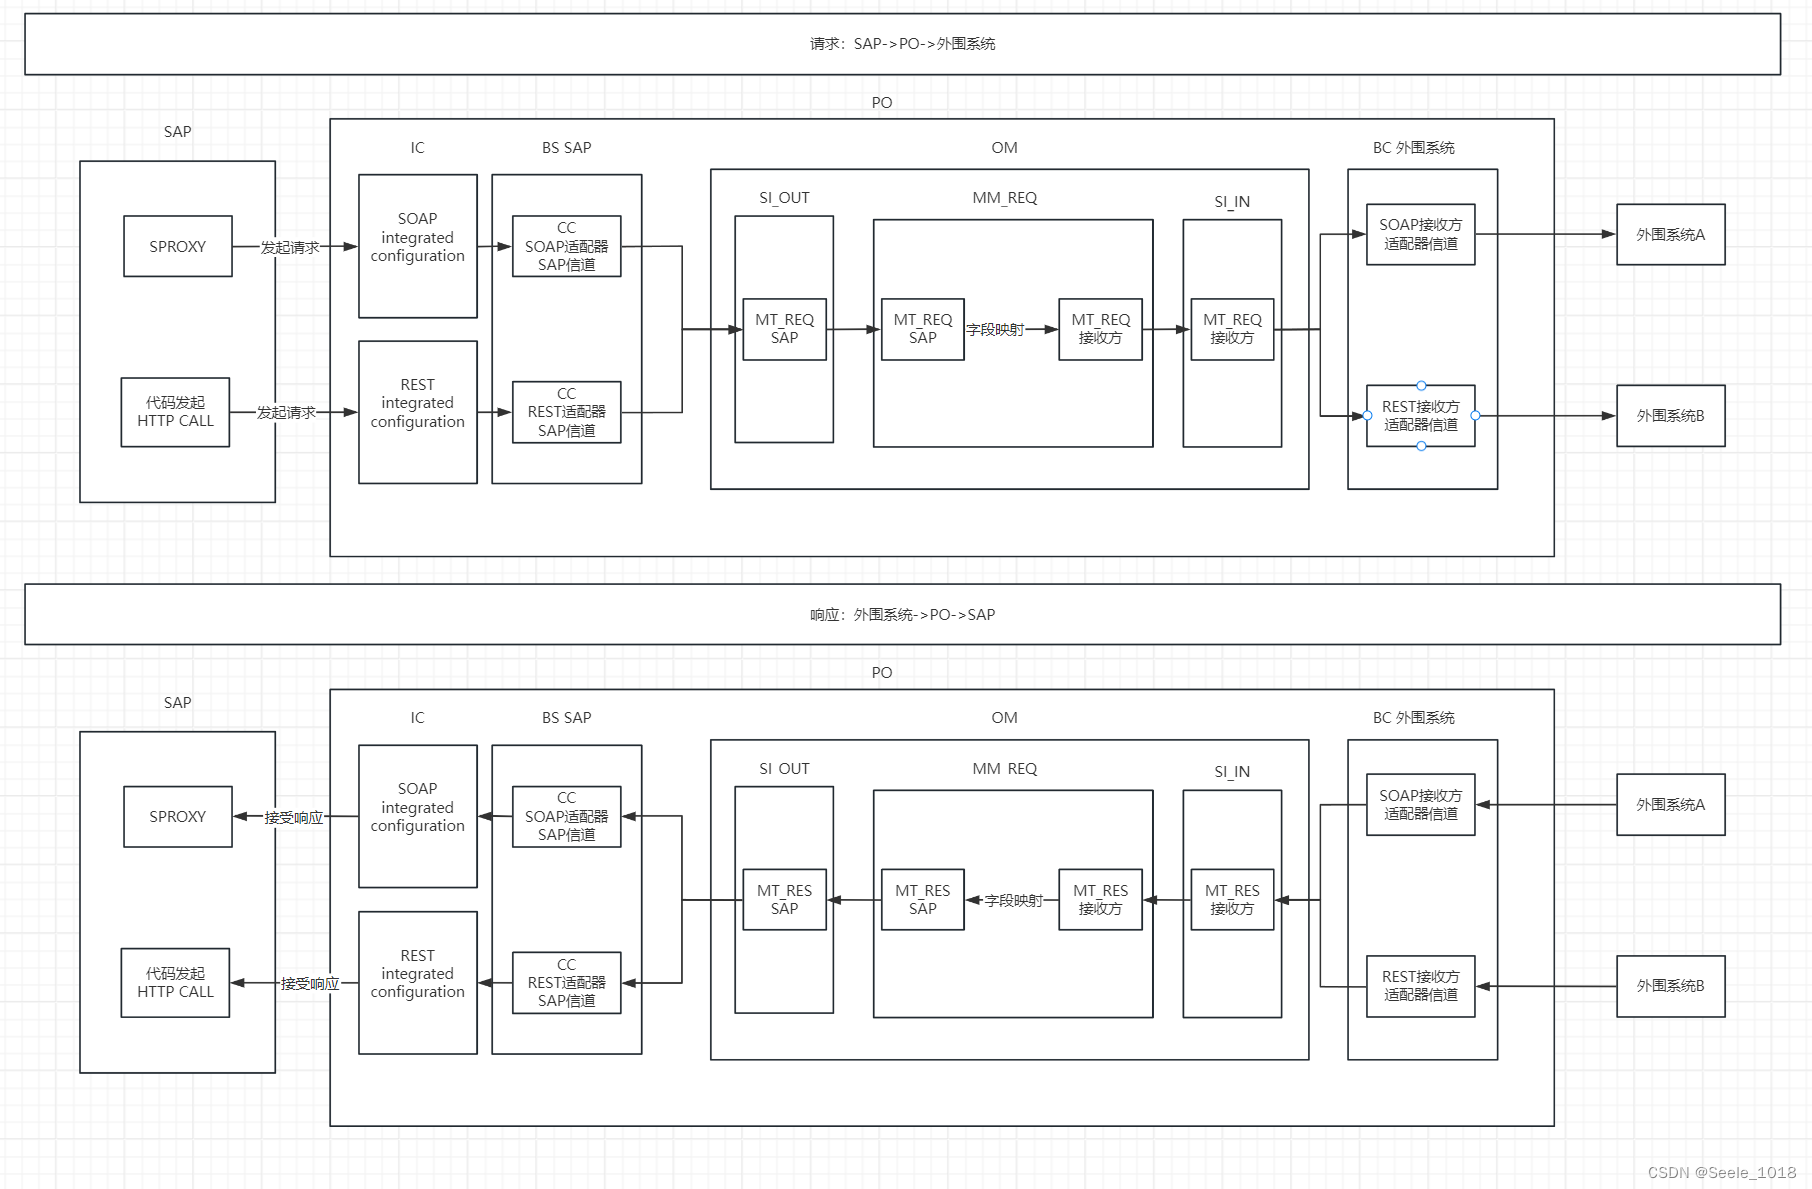 请求：SAP->PO->外围系统
PO
SAP
IC
BS SAP
OM
BC 外围系统
SI_OUT
MM_REQ
SI_IN
SPROXY
发起请求
SOAP
integrated
configuration
CC
SOAP适配器
SAP信道
SOAP接收方
适配器信道
外围系统A
MT_REQ
SAP
MT_REQ
SAP
字段映射
MT_REQ
接收方
MT_REQ
接收方
代码发起
HTTP CALL
发起请求
REST
integrated
configuration
CC
REST适配器
SAP信道
REST接收方
适配器信道
外围系统B
响应：外围系统->PO->SAP
PO
SAP
IC
BS SAP
OM
BC 外围系统
SI_OUT
MM_REQ
SI_IN
SPROXY
接受响应
SOAP
integrated
configuration
CC
SOAP适配器
SAP信道
SOAP接收方
适配器信道
外围系统A
MT_RES
SAP
MT_RES
SAP
字段映射
MT_RES
接收方
MT_RES
接收方
代码发起
HTTP CALL
接受响应
REST
integrated
configuration
CC
REST适配器
SAP信道
REST接收方
适配器信道
外围系统B
CSDN @Seele_1018